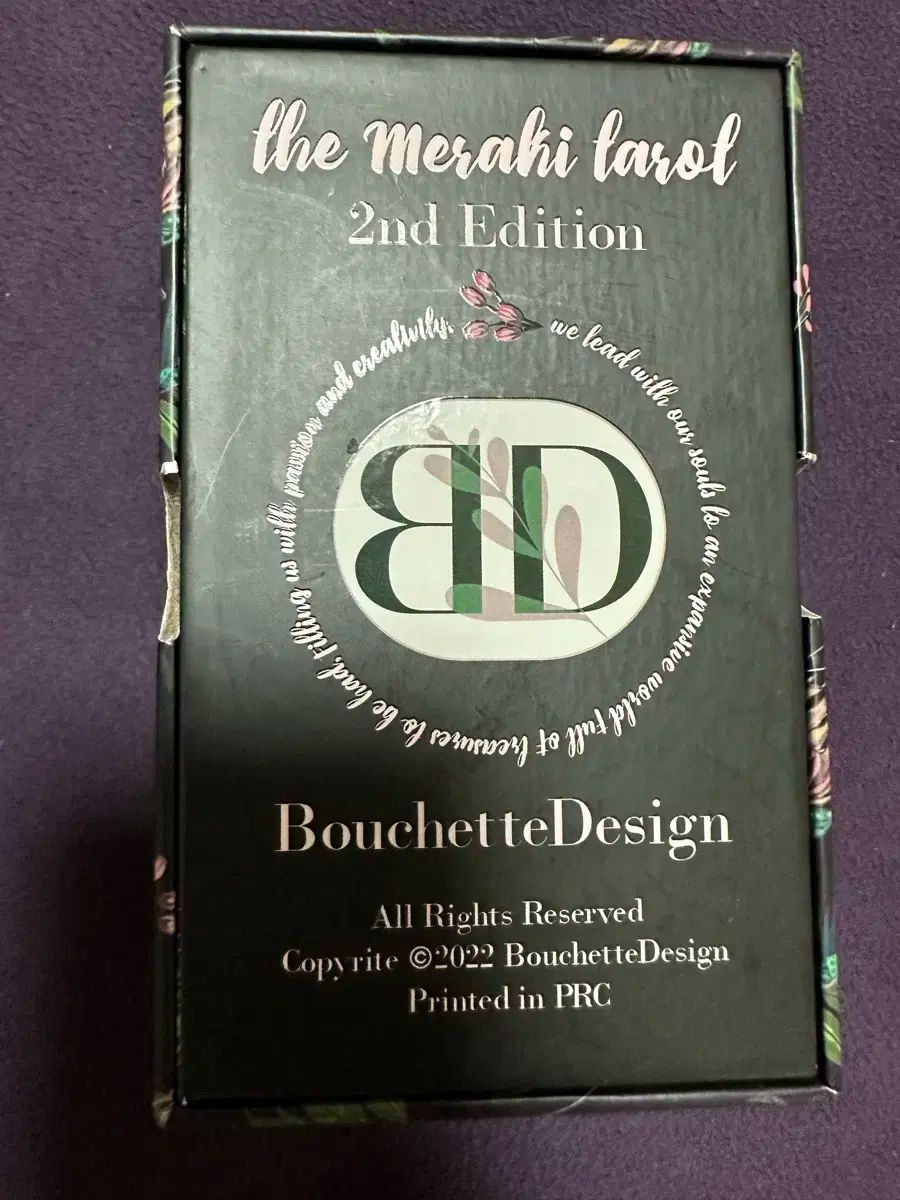 the Meraki tarot
2nd Edition
we lead with our souls to an expansive world full of treasures to be had, filling us with passion and creativity.
BD
BouchetteDesign
All Rights Reserved
Copyrite ©2022 BouchetteDesign
Printed in PRC